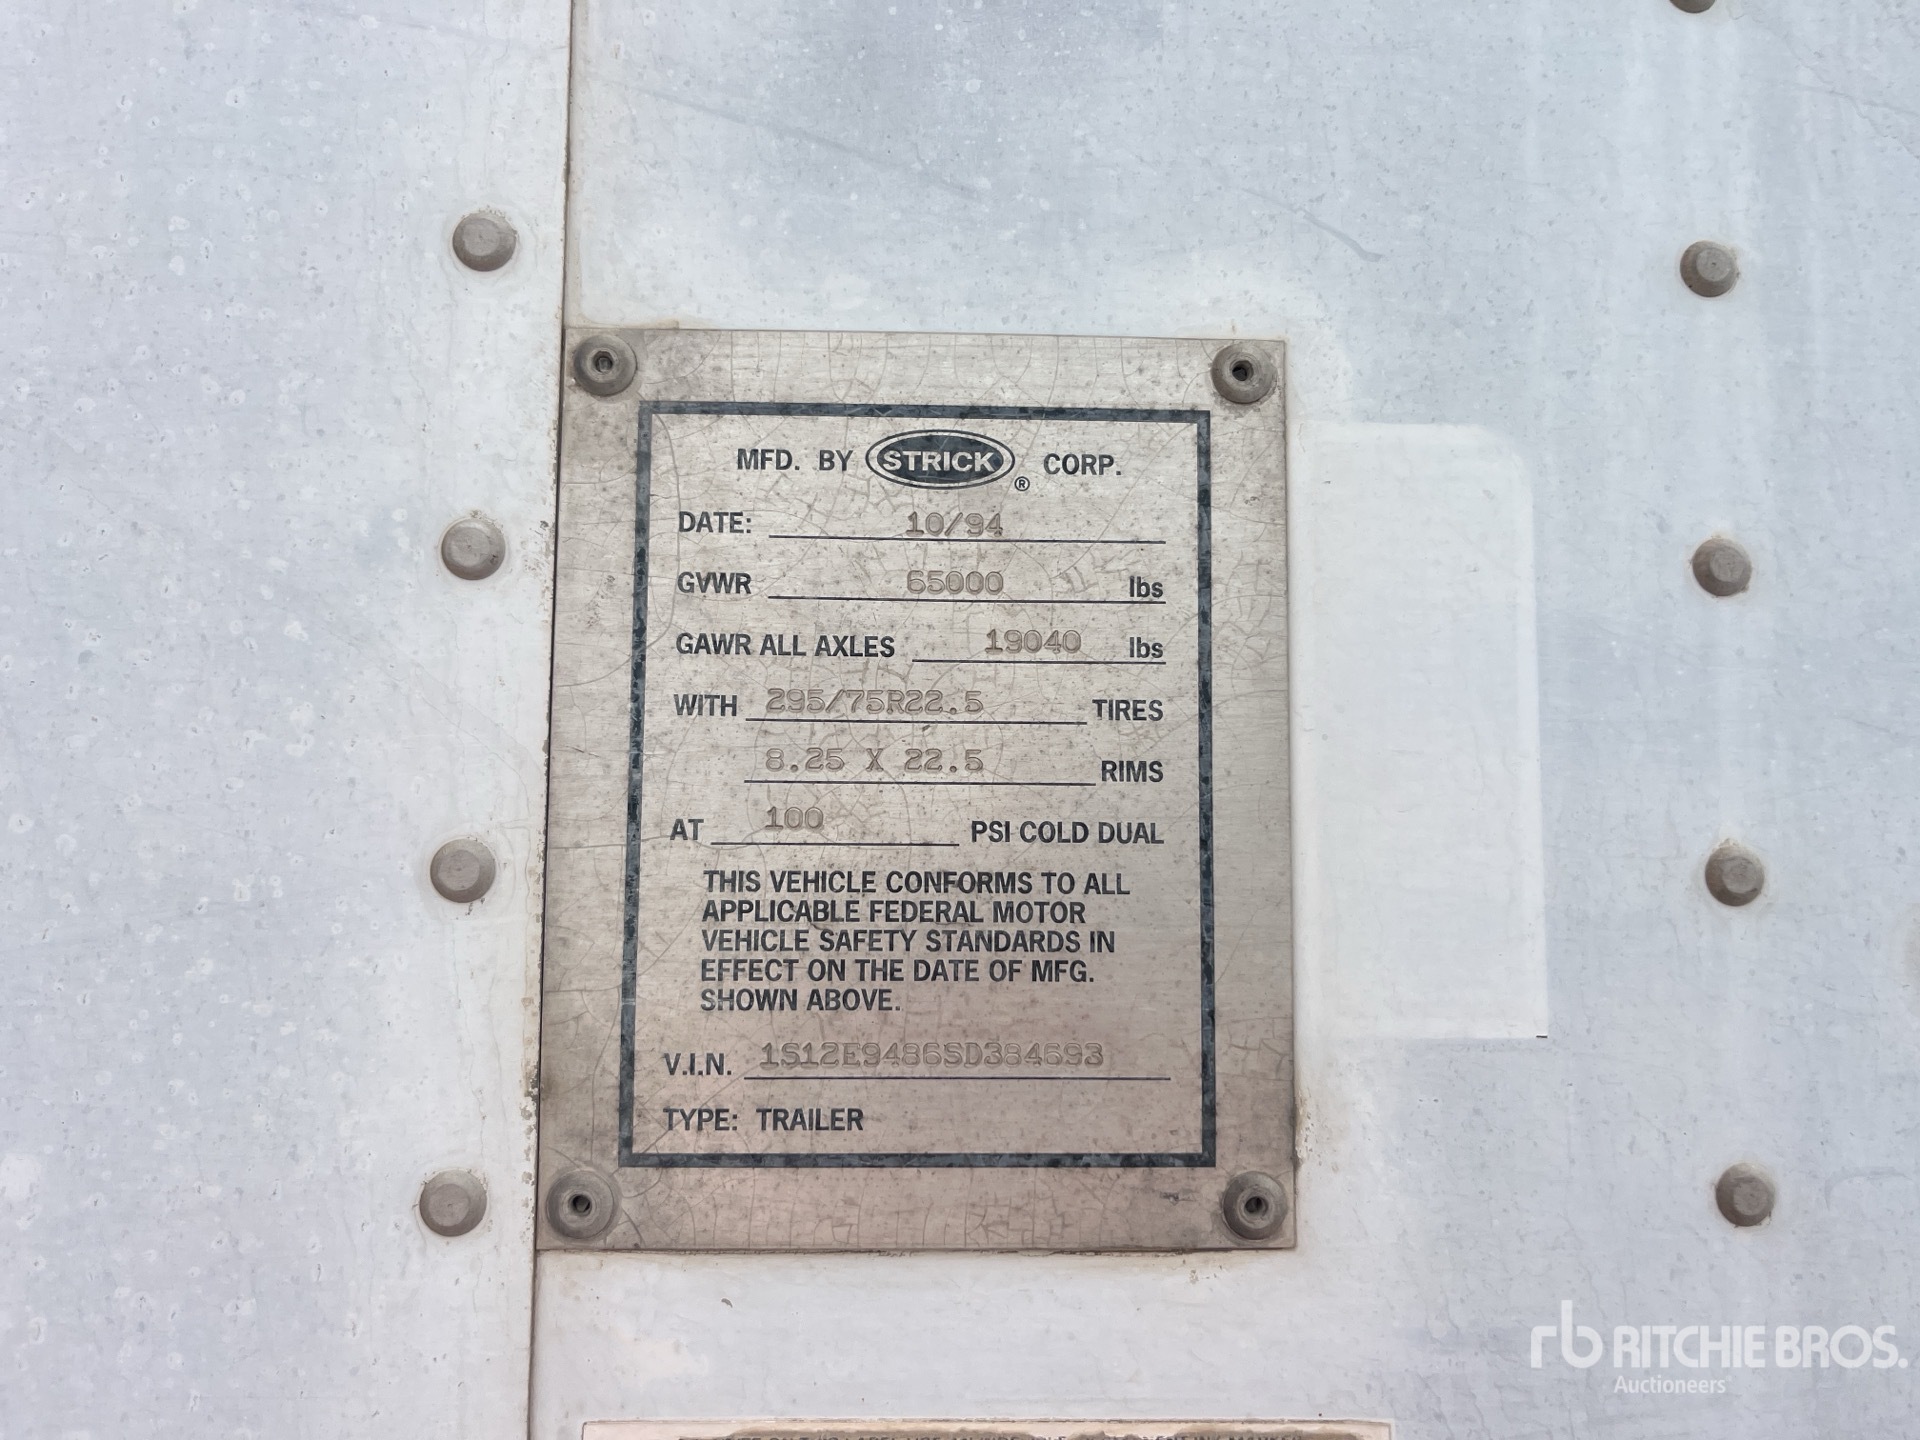 MFD. BY STRICK ® CORP.
DATE: 10/94
GVWR 65000 lbs
GAWR ALL AXLES 19040 lbs
WITH 295/75R22.5 TIRES
8.25 X 22.5 RIMS
AT 100 PSI COLD DUAL
THIS VEHICLE CONFORMS TO ALL
APPLICABLE FEDERAL MOTOR
VEHICLE SAFETY STANDARDS IN
EFFECT ON THE DATE OF MFG.
SHOWN ABOVE.
V.I.N. 1S12E9486SD384693
TYPE: TRAILER
rb RITCHIE BROS.
Auctioneers